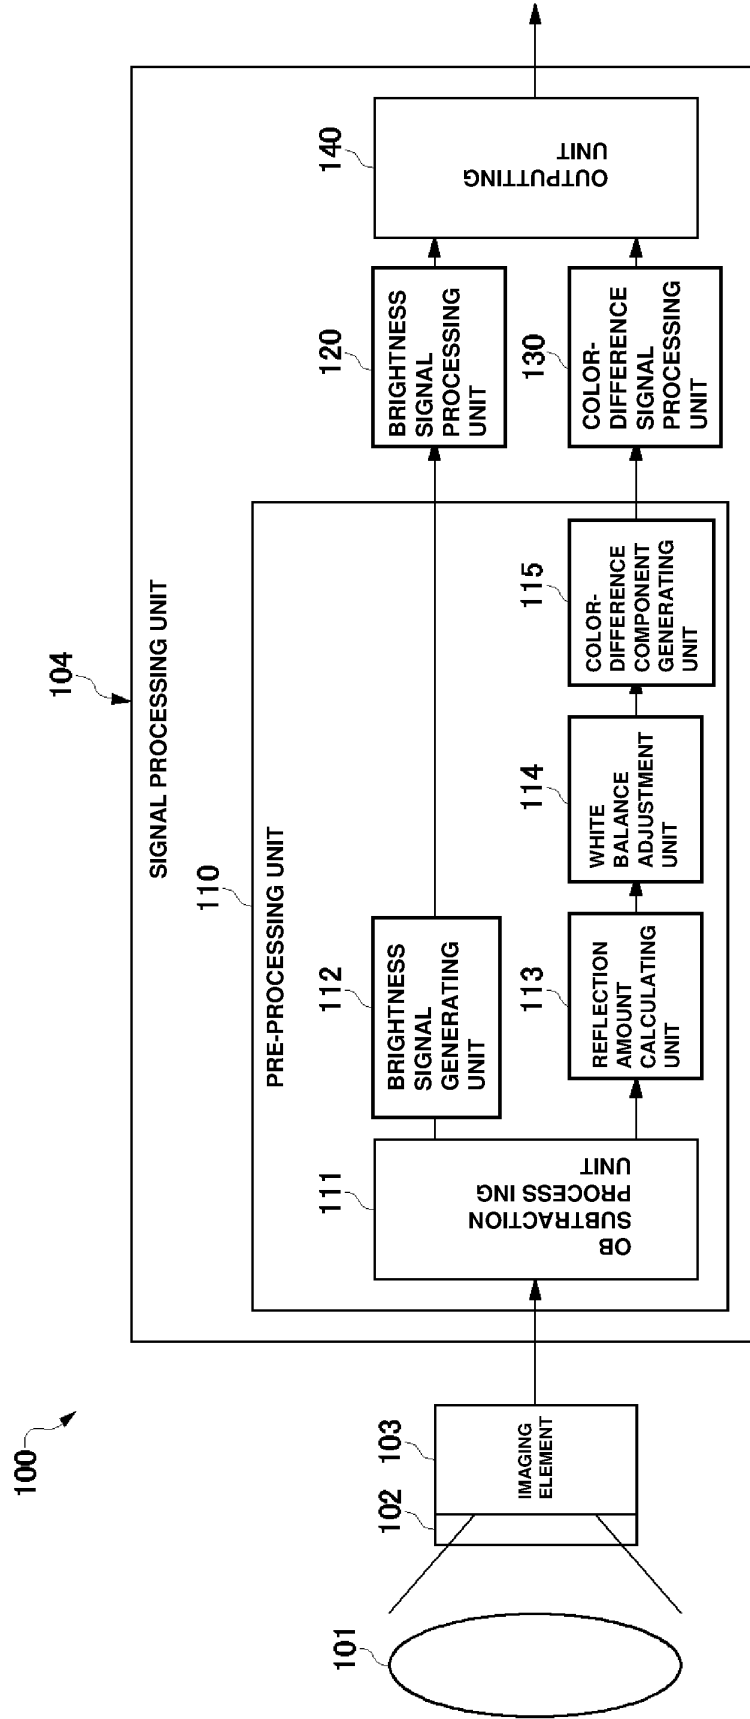 100
104
SIGNAL PROCESSING UNIT
110
PRE-PROCESSING UNIT
101
102
103
IMAGING
ELEMENT
111
OB
SUBTRACTION
PROCESS ING
UNIT
112
BRIGHTNESS
SIGNAL
GENERATING
UNIT
113
REFLECTION
AMOUNT
CALCULATING
UNIT
114
WHITE
BALANCE
ADJUSTMENT
UNIT
115
COLOR-
DIFFERENCE
COMPONENT
GENERATING
UNIT
120
BRIGHTNESS
SIGNAL
PROCESSING
UNIT
130
COLOR-
DIFFERENCE
SIGNAL
PROCESSING
UNIT
140
OUTPUTTING
UNIT